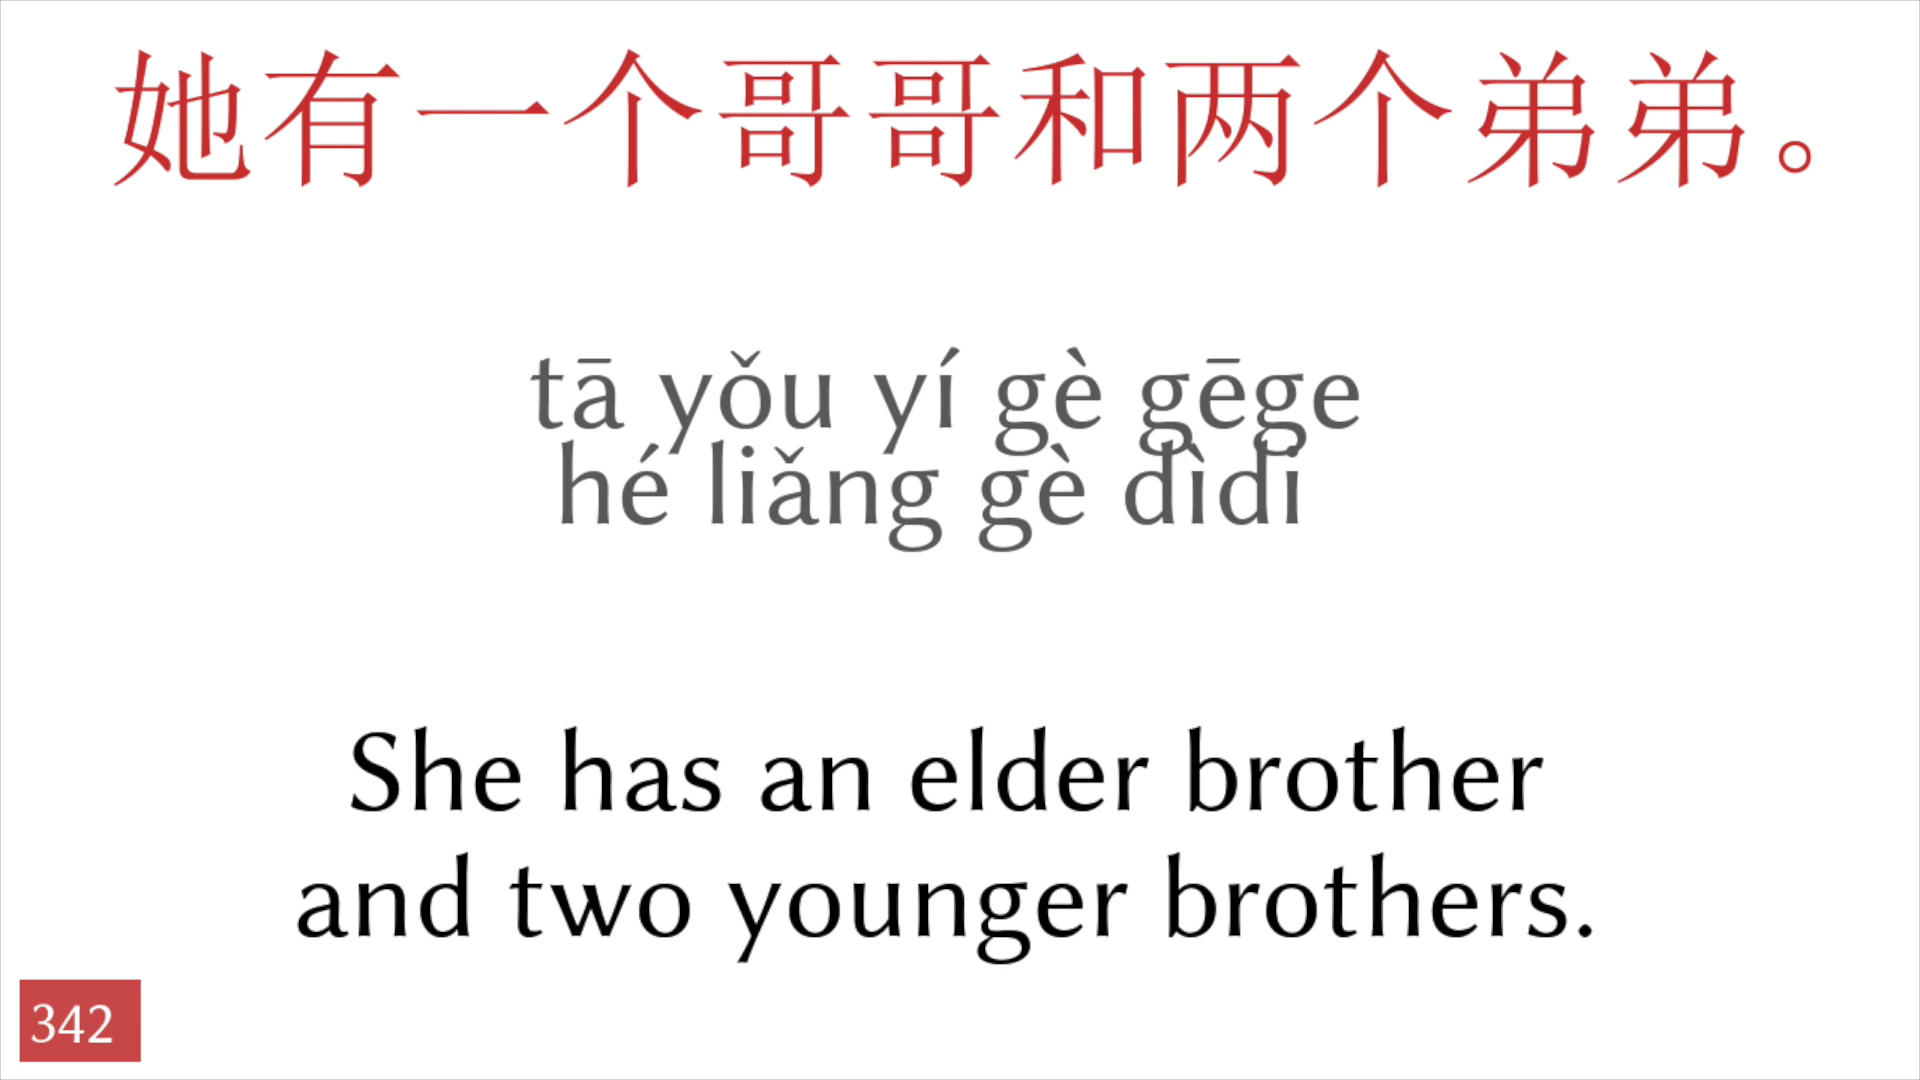 她有一个哥哥和两个弟弟。
tā yǒu yí gè gēge
hé liǎng gè dìdi
She has an elder brother
and two younger brothers.
342